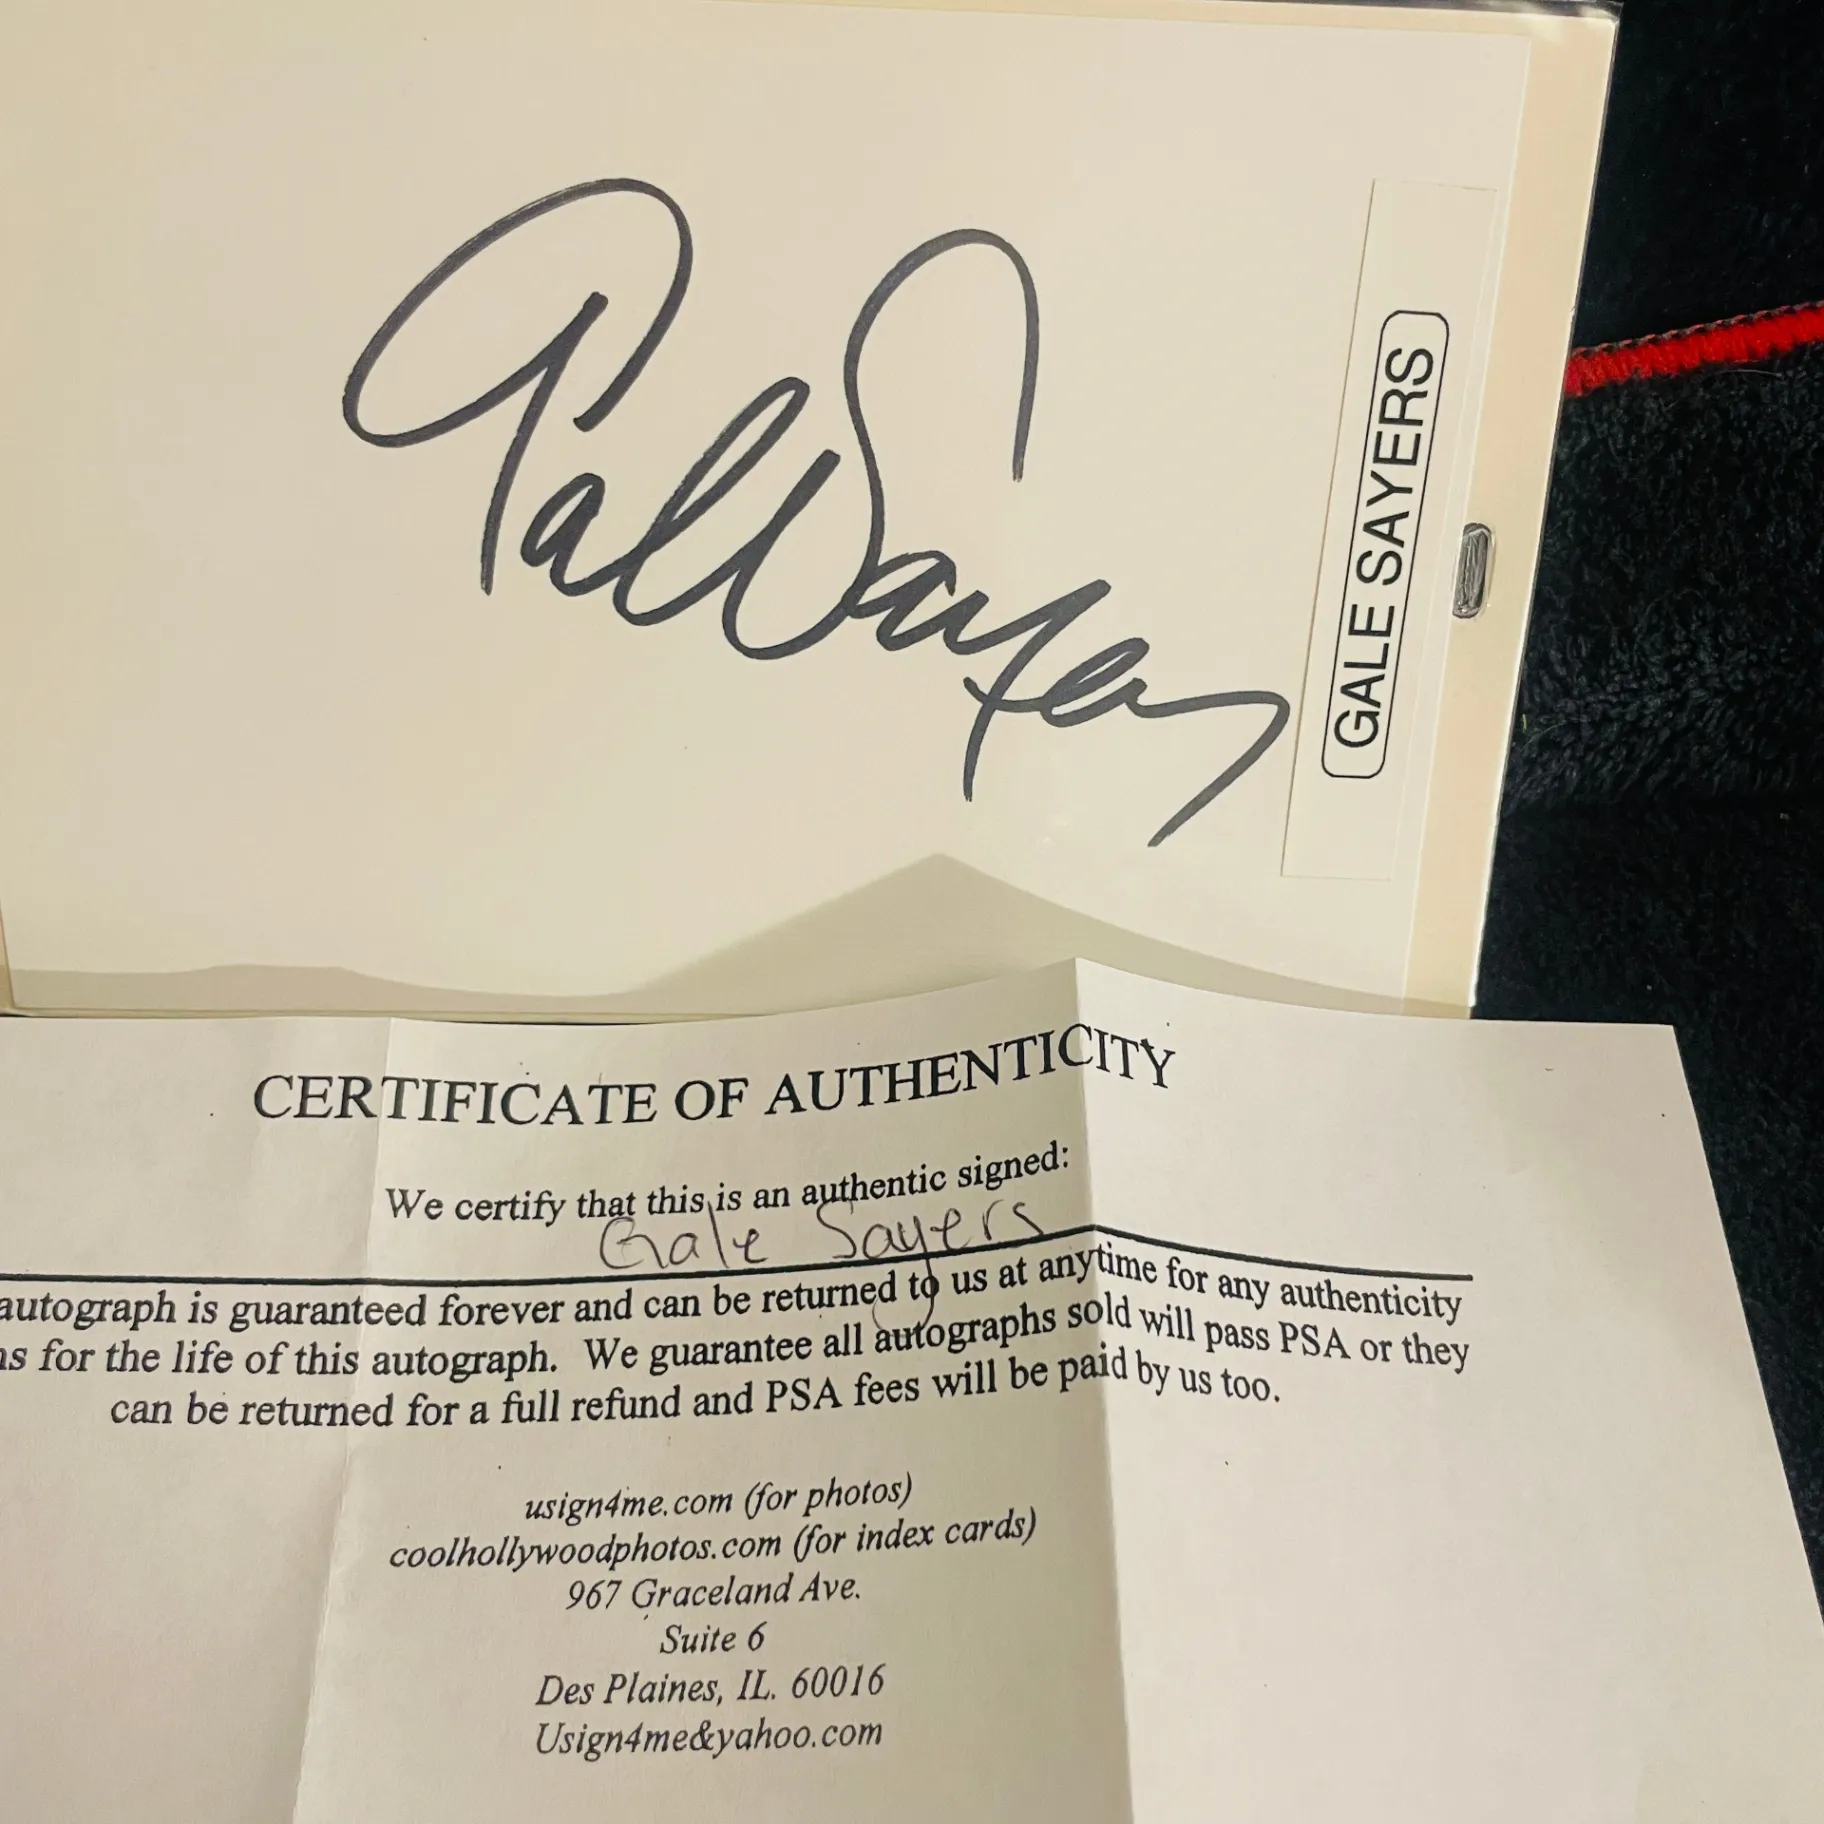 Gale Sayers
GALE SAYERS
CERTIFICATE OF AUTHENTICITY
We certify that this is an authentic signed:
Gale Sayers
autograph is guaranteed forever and can be returned to us at anytime for any authenticity
for the life of this autograph. We guarantee all autographs sold will pass PSA or they
can be returned for a full refund and PSA fees will be paid by us too.
usign4me.com (for photos)
coolhollywoodphotos.com (for index cards)
967 Graceland Ave.
Suite 6
Des Plaines, IL. 60016
Usign4me&yahoo.com